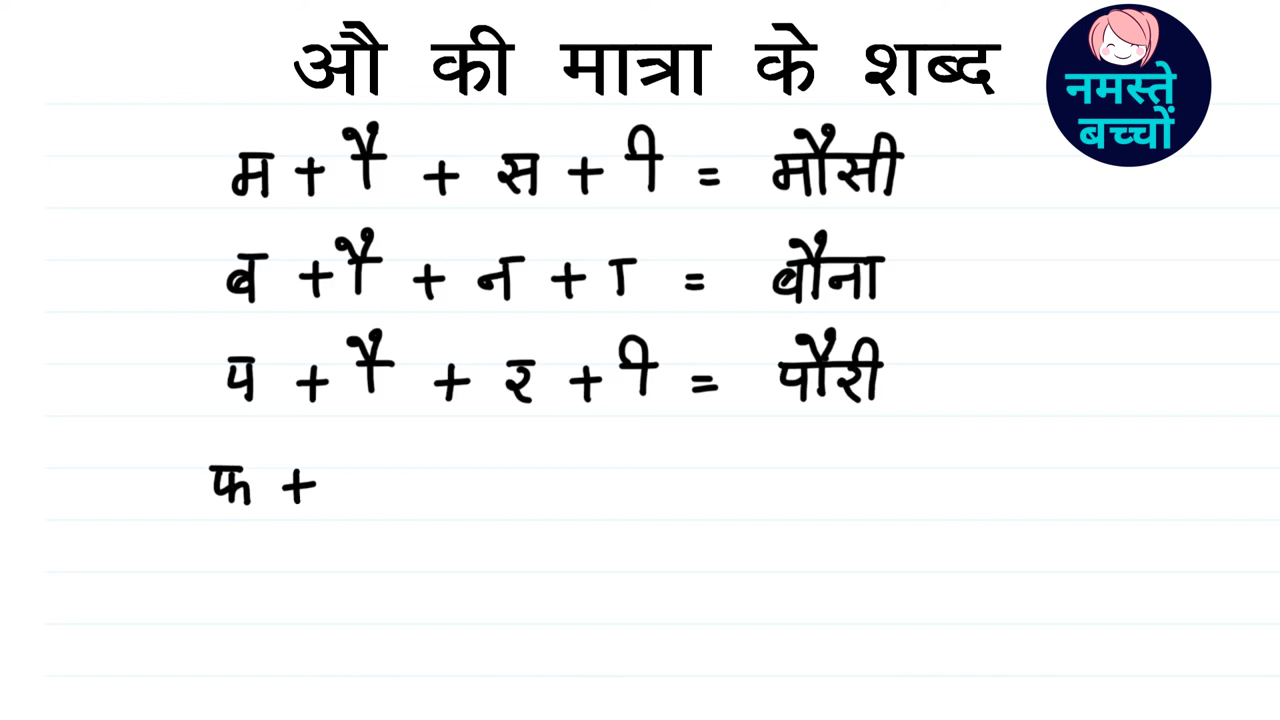 औ की मात्रा के शब्द
नमस्ते
बच्चों
म + ौ + स + ी = मौसी
ब + ौ + न + ा = बौना
प + ौ + र + ी = पौरी
फ +